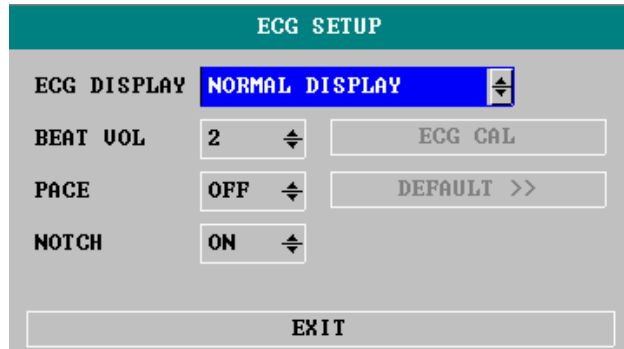 ECG SETUP
ECG DISPLAY NORMAL DISPLAY
BEAT VOL 2 ECG CAL
PACE OFF DEFAULT >>
NOTCH ON
EXIT